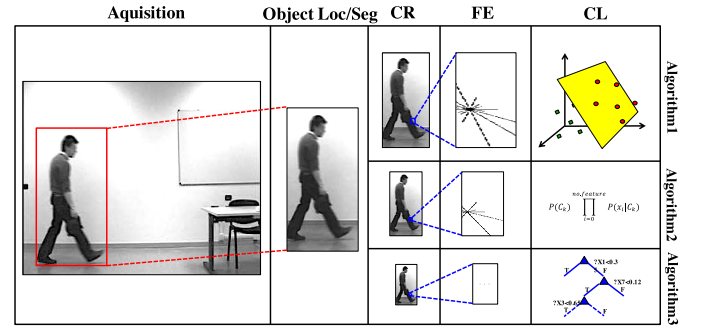 Aquisition
Object Loc/Seg
CR
FE
CL
Algorithm1
no.feature
P(C_k) ∏ P(x_i|C_k)
i=0
Algorithm2
?X1<0.3
T
F
?X7<0.12
T
F
?X3<0.65
T
F
Algorithm3